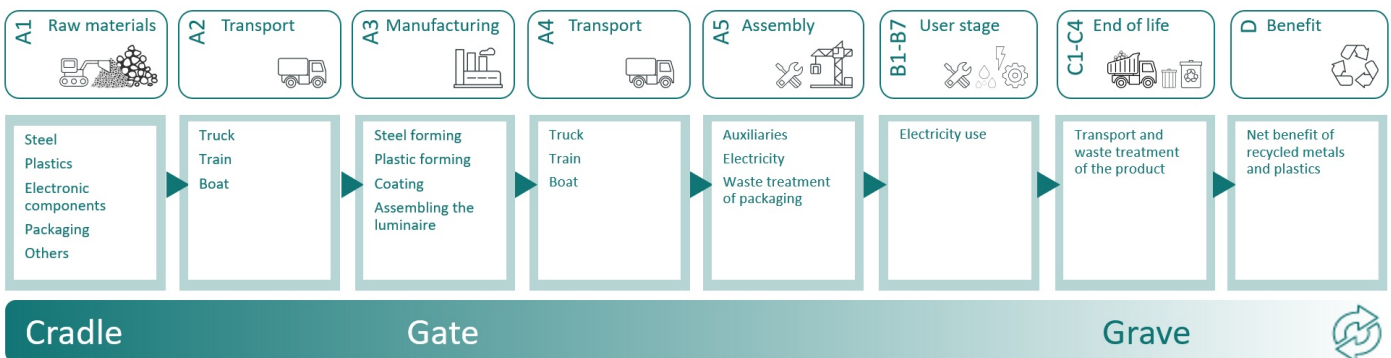 A1 Raw materials
A2 Transport
A3 Manufacturing
A4 Transport
A5 Assembly
B1-B7 User stage
C1-C4 End of life
D Benefit
Steel
Plastics
Electronic
components
Packaging
Others
Truck
Train
Boat
Steel forming
Plastic forming
Coating
Assembling the
luminaire
Truck
Train
Boat
Auxiliaries
Electricity
Waste treatment
of packaging
Electricity use
Transport and
waste treatment
of the product
Net benefit of
recycled metals
and plastics
Cradle
Gate
Grave